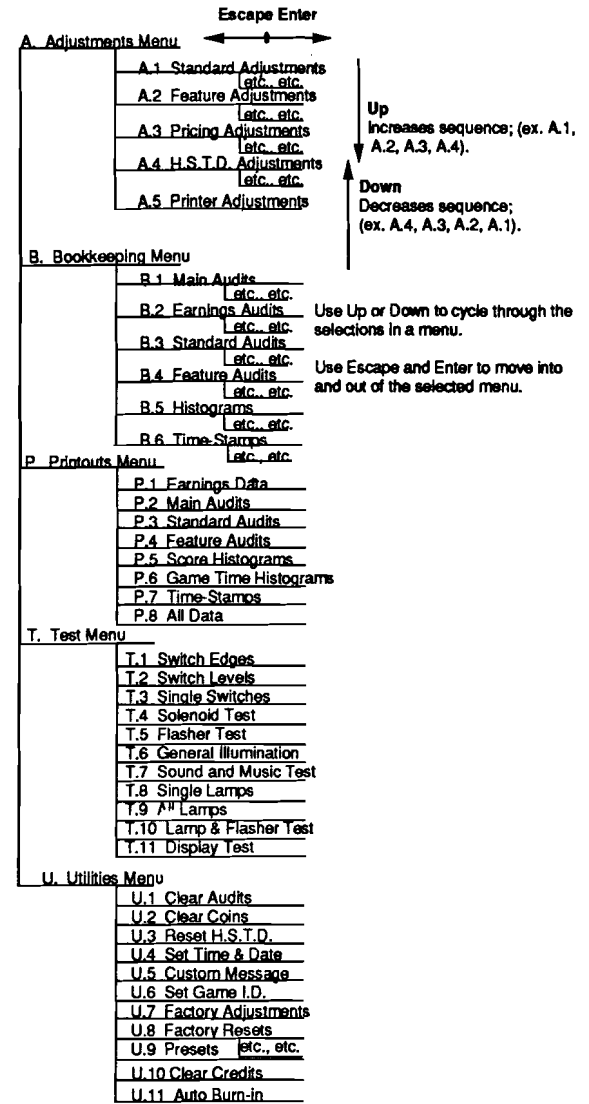 Escape Enter
A. Adjustments Menu
A.1 Standard Adjustments
etc., etc.
A.2 Feature Adjustments
etc., etc.
A.3 Pricing Adjustments
etc., etc.
A.4 H.S.T.D. Adjustments
etc., etc.
A.5 Printer Adjustments
Up
Increases sequence; (ex. A.1,
A.2, A.3, A.4).
Down
Decreases sequence;
(ex. A.4, A.3, A.2, A.1).
B. Bookkeeping Menu
B.1 Main Audits
etc., etc.
B.2 Earnings Audits
etc., etc.
B.3 Standard Audits
etc., etc.
B.4 Feature Audits
etc., etc.
B.5 Histograms
etc., etc.
B.6 Time-Stamps
etc., etc.
Use Up or Down to cycle through the
selections in a menu.
Use Escape and Enter to move into
and out of the selected menu.
P. Printouts Menu
P.1 Earnings Data
P.2 Main Audits
P.3 Standard Audits
P.4 Feature Audits
P.5 Score Histograms
P.6 Game Time Histograms
P.7 Time-Stamps
P.8 All Data
T. Test Menu
T.1 Switch Edges
T.2 Switch Levels
T.3 Single Switches
T.4 Solenoid Test
T.5 Flasher Test
T.6 General Illumination
T.7 Sound and Music Test
T.8 Single Lamps
T.9 All Lamps
T.10 Lamp & Flasher Test
T.11 Display Test
U. Utilities Menu
U.1 Clear Audits
U.2 Clear Coins
U.3 Reset H.S.T.D.
U.4 Set Time & Date
U.5 Custom Message
U.6 Set Game I.D.
U.7 Factory Adjustments
U.8 Factory Resets
U.9 Presets etc., etc.
U.10 Clear Credits
U.11 Auto Burn-in